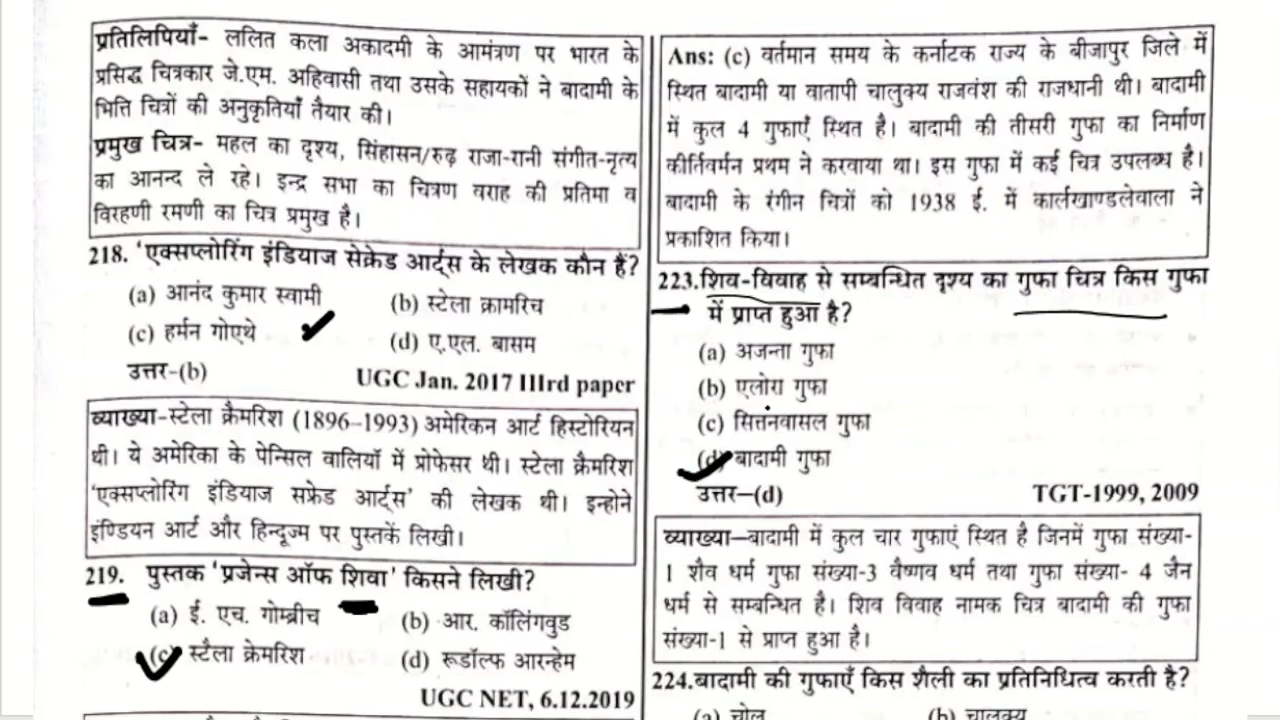 प्रतिलिपियाँ- ललित कला अकादमी के आमंत्रण पर भारत के
प्रसिद्ध चित्रकार जे.एम. अहिवासी तथा उसके सहायकों ने बादामी के
भित्ति चित्रों की अनुकृतियाँ तैयार की।
प्रमुख चित्र- महल का दृश्य, सिंहासन/रुढ़ राजा-रानी संगीत-नृत्य
का आनन्द ले रहे। इन्द्र सभा का चित्रण वराह की प्रतिमा व
विरहणी रमणी का चित्र प्रमुख है।
218. 'एक्सप्लोरिंग इंडियाज सेक्रेड आर्ट्स के लेखक कौन हैं?
(a) आनंद कुमार स्वामी (b) स्टेला क्रामरिच
(c) हर्मन गोएथे (d) ए.एल. बासम
उत्तर-(b) UGC Jan. 2017 IIIrd paper
व्याख्या-स्टेला क्रैमरिश (1896–1993) अमेरिकन आर्ट हिस्टोरियन
थी। ये अमेरिका के पेन्सिल वालियॉ में प्रोफेसर थी। स्टेला क्रैमरिश
'एक्सप्लोरिंग इंडियाज सफ्रेड आर्ट्स' की लेखक थी। इन्होने
इंण्डियन आर्ट और हिन्दूज्म पर पुस्तकें लिखी।
219. पुस्तक 'प्रजेन्स ऑफ शिवा' किसने लिखी?
(a) ई. एच. गोम्ब्रीच (b) आर. कॉलिंगवुड
(c) स्टैला क्रेमरिश (d) रूडॉल्फ आरन्हेम
UGC NET, 6.12.2019
Ans: (c) वर्तमान समय के कर्नाटक राज्य के बीजापुर जिले में
स्थित बादामी या वातापी चालुक्य राजवंश की राजधानी थी। बादामी
में कुल 4 गुफाएँ स्थित है। बादामी की तीसरी गुफा का निर्माण
कीर्तिवर्मन प्रथम ने करवाया था। इस गुफा में कई चित्र उपलब्ध है।
बादामी के रंगीन चित्रों को 1938 ई. में कार्लखाण्डलेवाला ने
प्रकाशित किया।
223.शिव-विवाह से सम्बन्धित दृश्य का गुफा चित्र किस गुफा
में प्राप्त हुआ है?
(a) अजन्ता गुफा
(b) एलोरा गुफा
(c) सित्तंनवासल गुफा
(d) बादामी गुफा
उत्तर–(d) TGT-1999, 2009
व्याख्या–बादामी में कुल चार गुफाएं स्थित है जिनमें गुफा संख्या-
1 शैव धर्म गुफा संख्या-3 वैष्णव धर्म तथा गुफा संख्या- 4 जैन
धर्म से सम्बन्धित है। शिव विवाह नामक चित्र बादामी की गुफा
संख्या-1 से प्राप्त हुआ है।
224.बादामी की गुफाएँ किस शैली का प्रतिनिधित्व करती है?
(a) चोल (b) चालुक्य